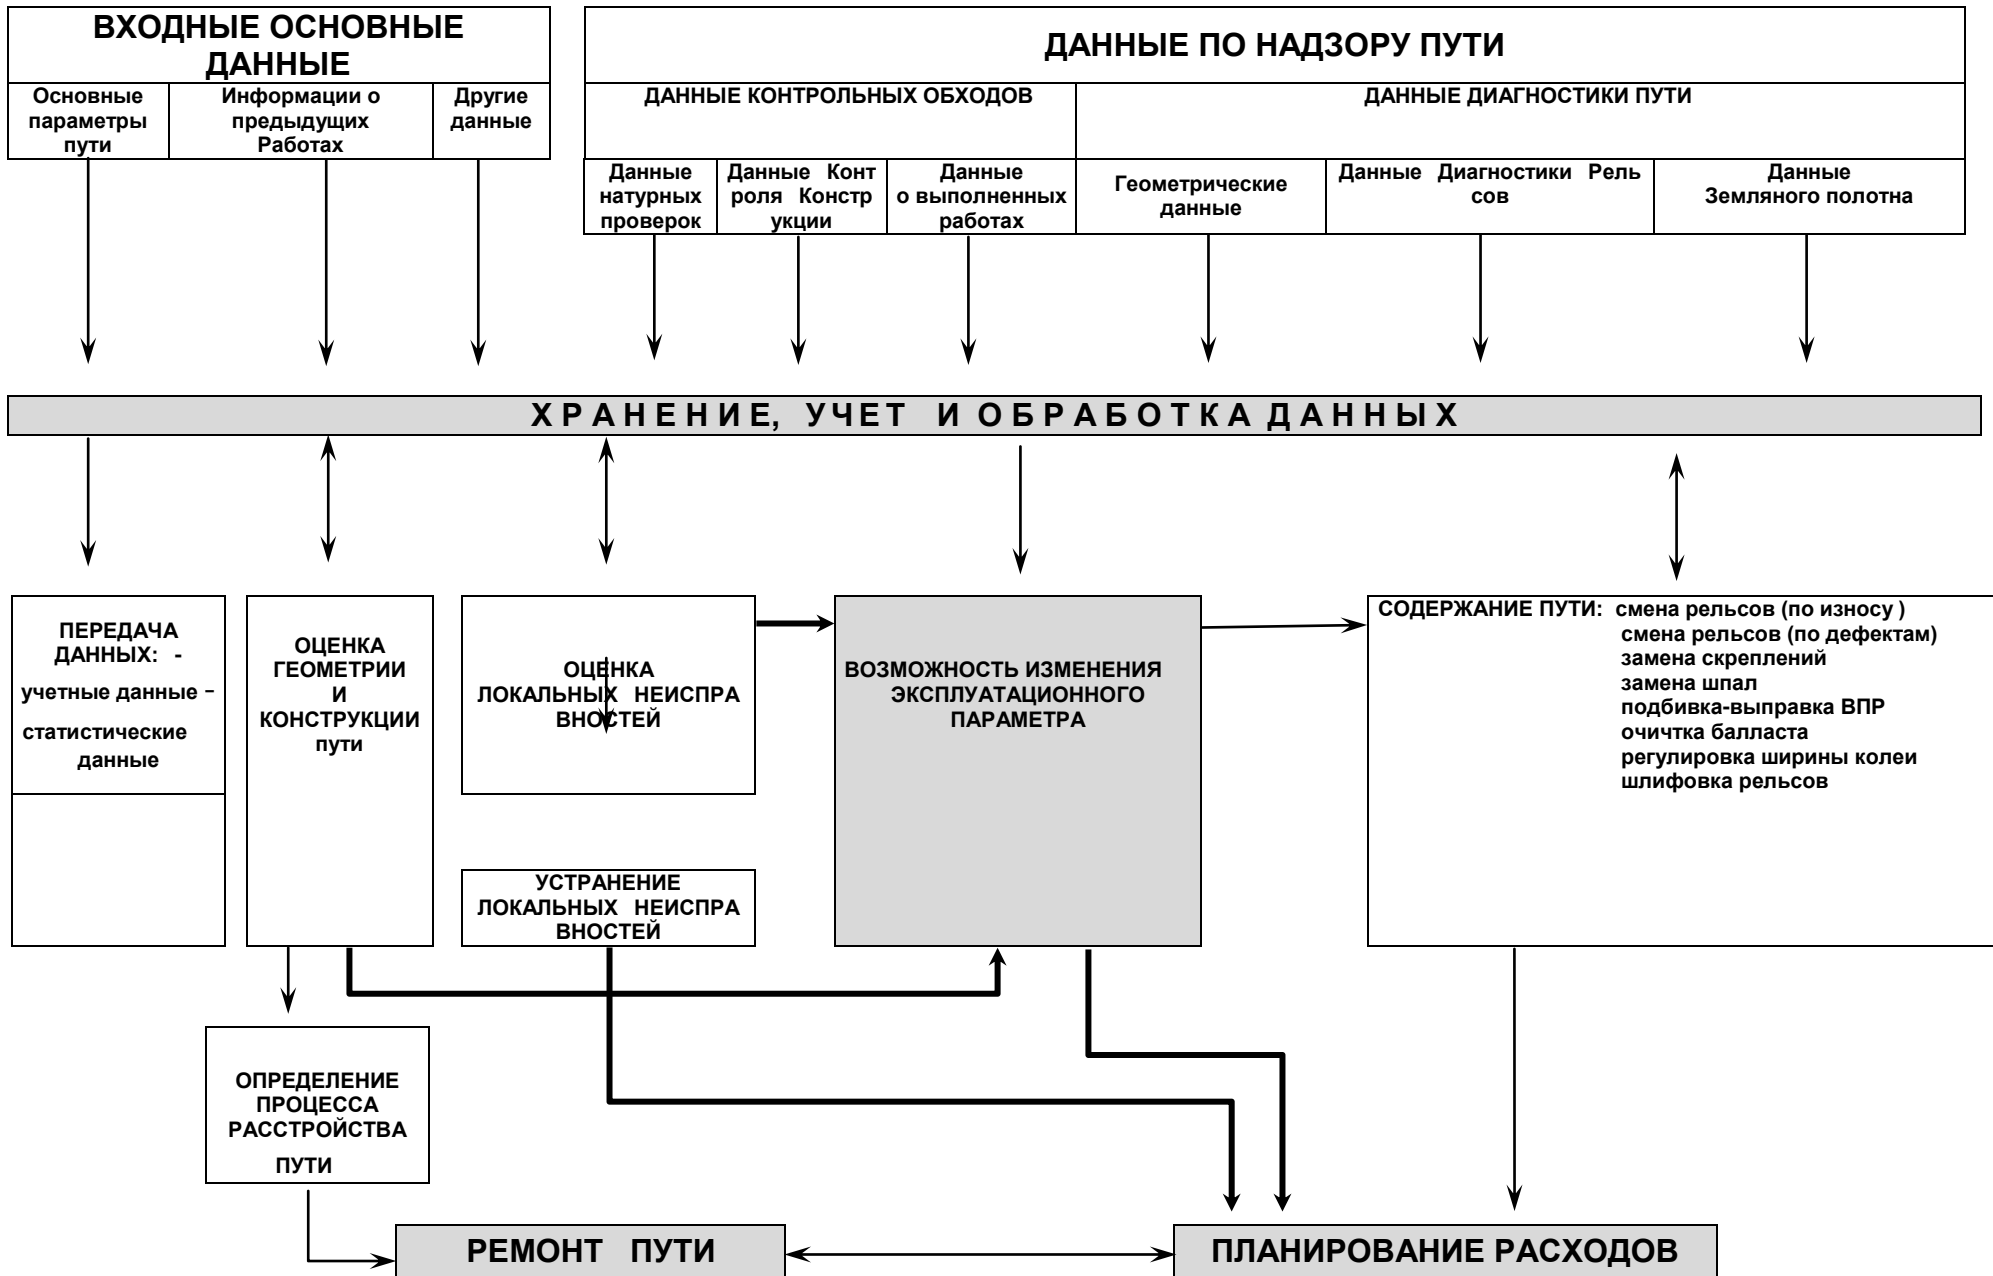 ВХОДНЫЕ ОСНОВНЫЕ
ДАННЫЕ
Основные
параметры
пути
Информации о
предыдущих
Работах
Другие
данные
ДАННЫЕ ПО НАДЗОРУ ПУТИ
ДАННЫЕ КОНТРОЛЬНЫХ ОБХОДОВ
ДАННЫЕ ДИАГНОСТИКИ ПУТИ
Данные
натурных
проверок
Данные Конт
роля Констр
укции
Данные
о выполненных
работах
Геометрические
данные
Данные Диагностики Рель
сов
Данные
Земляного полотна
Х Р А Н Е Н И Е, У Ч Е Т И О Б Р А Б О Т К А Д А Н Н Ы Х
ПЕРЕДАЧА
ДАННЫХ: -
учетные данные –
статистические
данные
ОЦЕНКА
ГЕОМЕТРИИ
И
КОНСТРУКЦИИ
пути
ОЦЕНКА
ЛОКАЛЬНЫХ НЕИСПРА
ВНОСТЕЙ
УСТРАНЕНИЕ
ЛОКАЛЬНЫХ НЕИСПРА
ВНОСТЕЙ
ВОЗМОЖНОСТЬ ИЗМЕНЕНИЯ
ЭКСПЛУАТАЦИОННОГО
ПАРАМЕТРА
СОДЕРЖАНИЕ ПУТИ: смена рельсов (по износу )
смена рельсов (по дефектам)
замена скреплений
замена шпал
подбивка-выправка ВПР
очичтка балласта
регулировка ширины колеи
шлифовка рельсов
ОПРЕДЕЛЕНИЕ
ПРОЦЕССА
РАССТРОЙСТВА
ПУТИ
РЕМОНТ ПУТИ
ПЛАНИРОВАНИЕ РАСХОДОВ